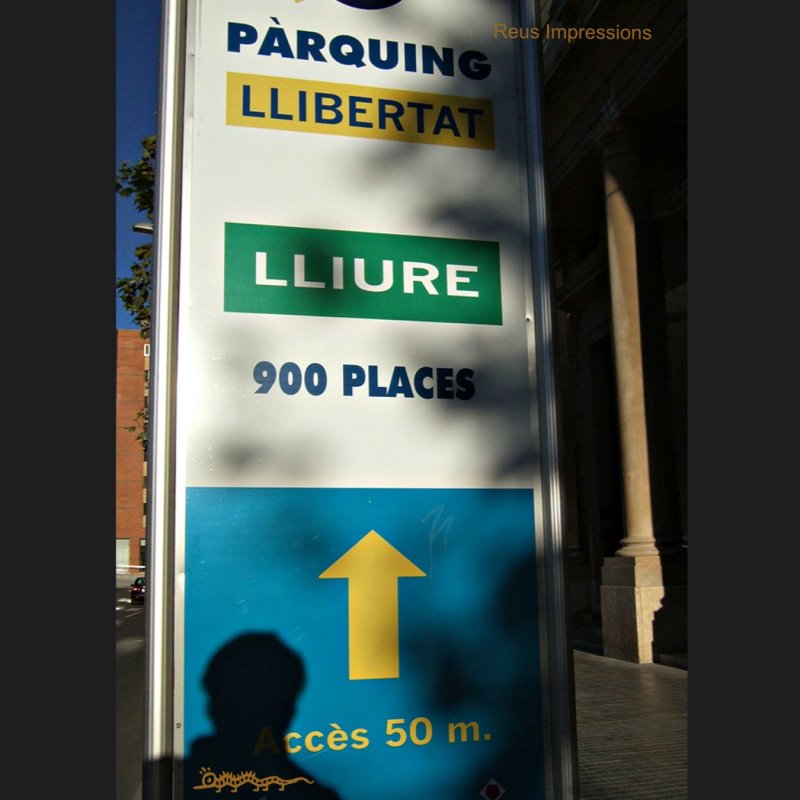 Reus Impressions
PÀRQUING
LLIBERTAT
LLIURE
900 PLACES
Accès 50 m.